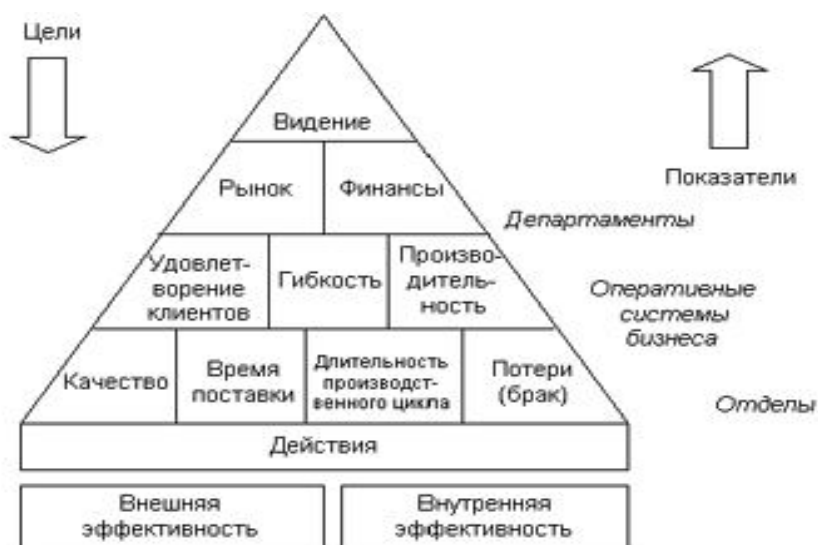 Цели
Видение
Показатели
Рынок
Финансы
Департаменты
Удовлет-
ворение
клиентов
Гибкость
Произво-
дитель-
ность
Оперативные
системы
бизнеса
Качество
Время
поставки
Длительность
производст-
венного цикла
Потери
(брак)
Отделы
Действия
Внешняя
эффективность
Внутренняя
эффективность